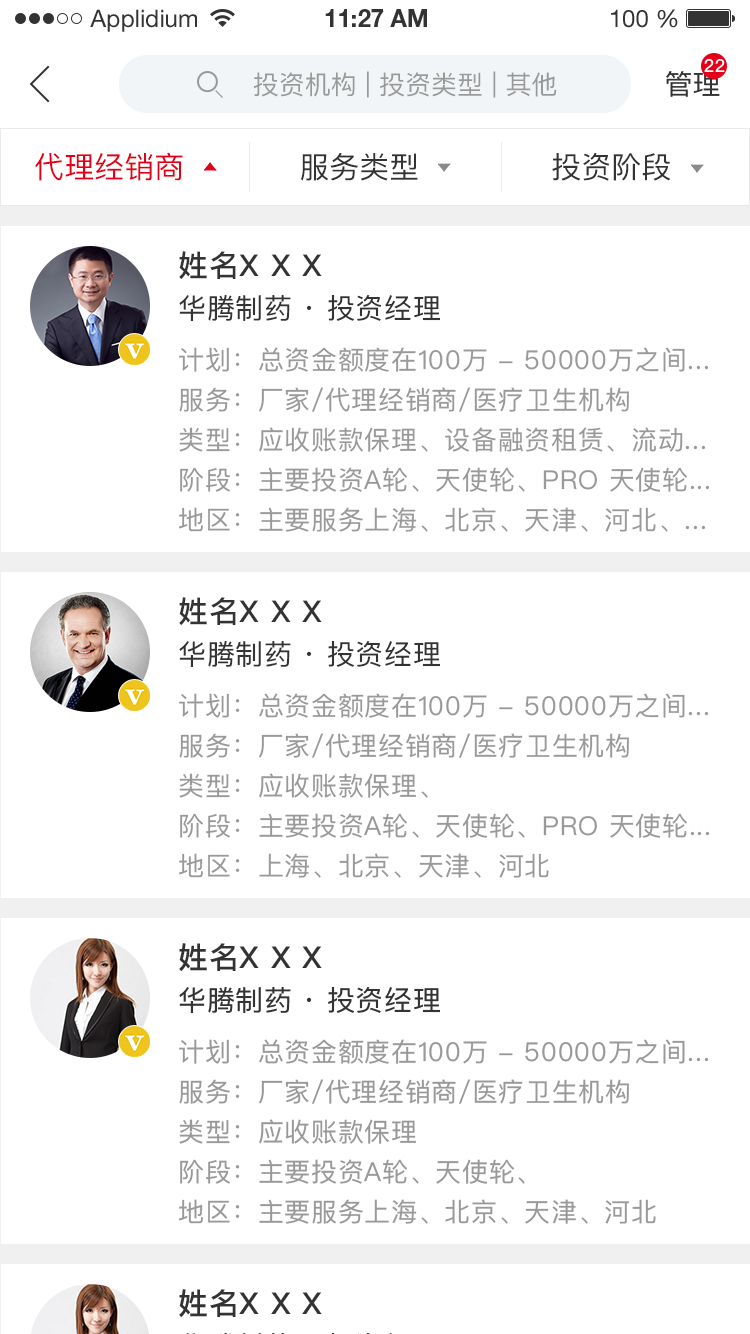 Applidium 11:27 AM 100 %
投资机构 | 投资类型 | 其他 管理 22
代理经销商 服务类型 投资阶段
姓名X X X
华腾制药 · 投资经理
V
计划：总资金额度在100万 – 50000万之间...
服务：厂家/代理经销商/医疗卫生机构
类型：应收账款保理、设备融资租赁、流动...
阶段：主要投资A轮、天使轮、PRO 天使轮...
地区：主要服务上海、北京、天津、河北、...
姓名X X X
华腾制药 · 投资经理
V
计划：总资金额度在100万 – 50000万之间...
服务：厂家/代理经销商/医疗卫生机构
类型：应收账款保理、
阶段：主要投资A轮、天使轮、PRO 天使轮...
地区：上海、北京、天津、河北
姓名X X X
华腾制药 · 投资经理
V
计划：总资金额度在100万 – 50000万之间...
服务：厂家/代理经销商/医疗卫生机构
类型：应收账款保理
阶段：主要投资A轮、天使轮、
地区：主要服务上海、北京、天津、河北
姓名X X X